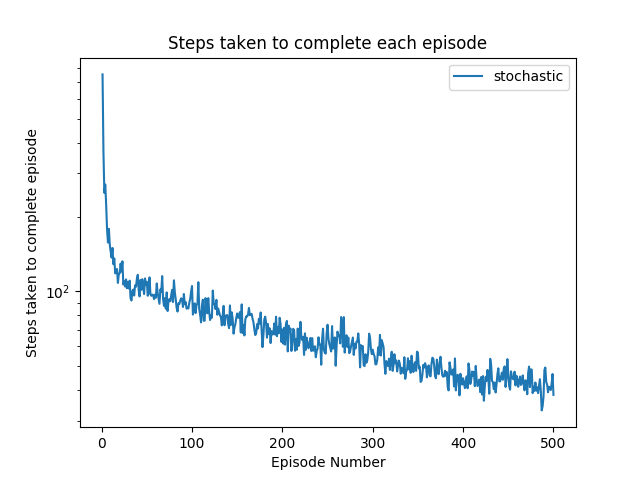 Steps taken to complete each episode
stochastic
Steps taken to complete episode
10²
0 100 200 300 400 500
Episode Number